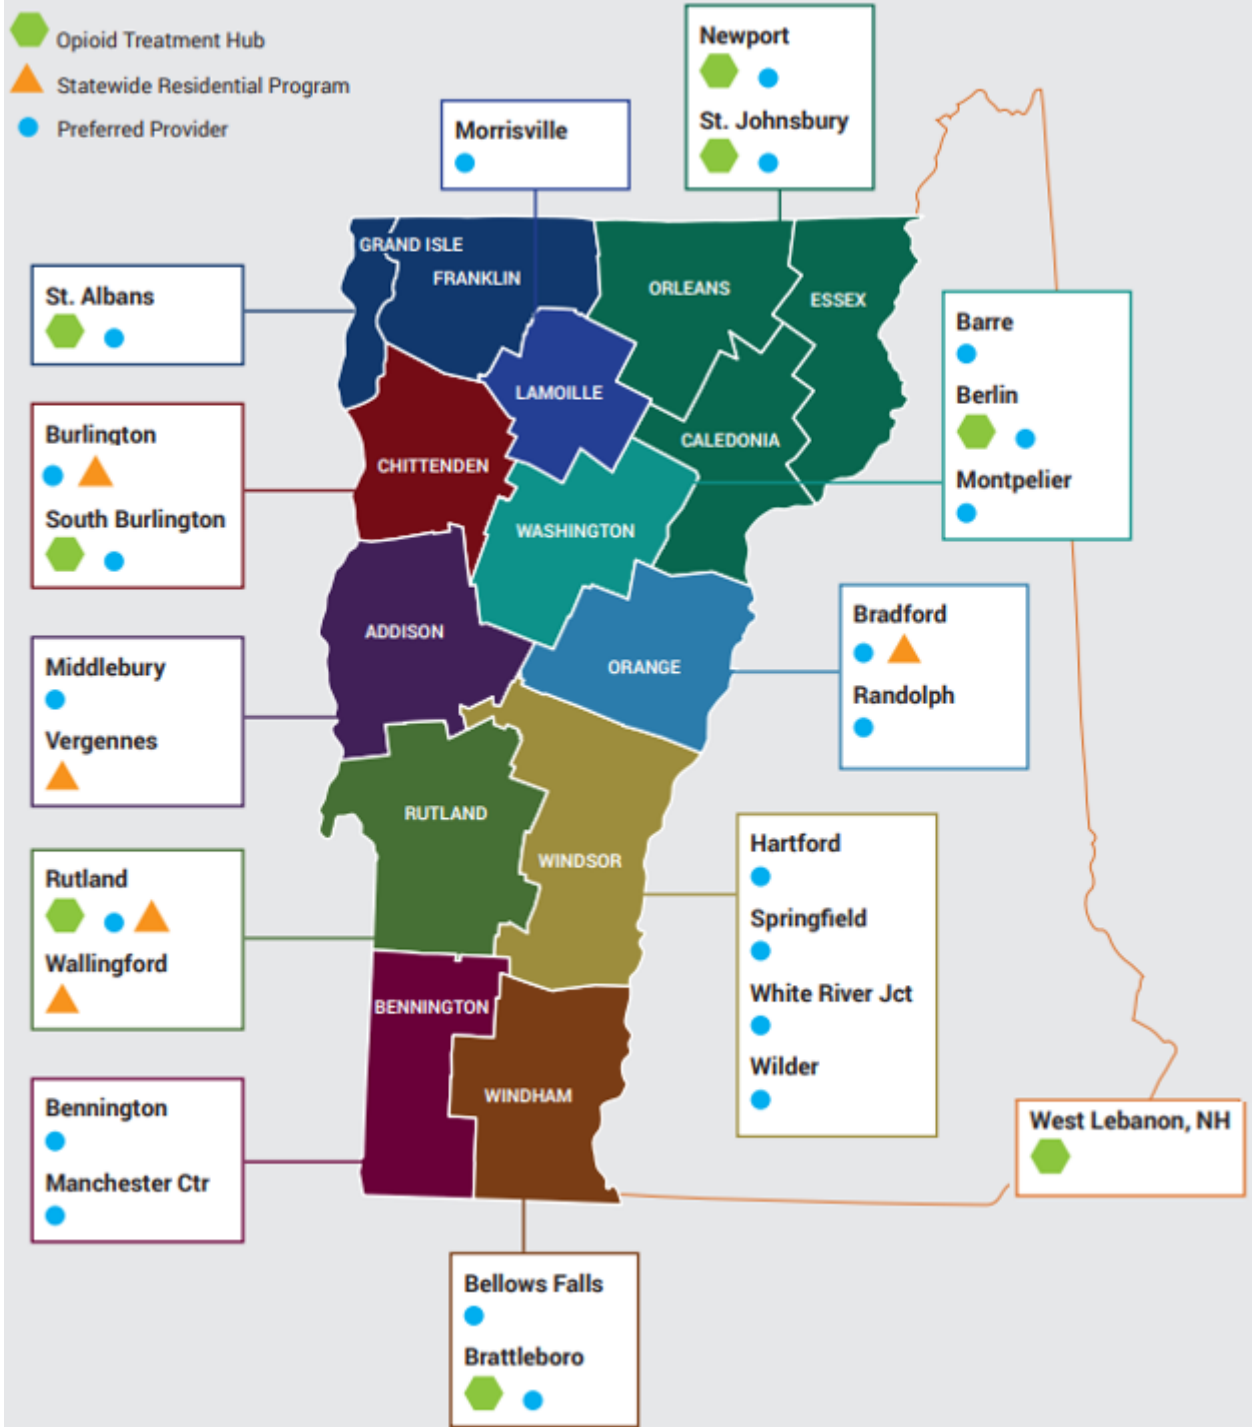 Opioid Treatment Hub
Statewide Residential Program
Preferred Provider
Newport
St. Johnsbury
Morrisville
St. Albans
Burlington
South Burlington
Middlebury
Vergennes
Rutland
Wallingford
Bennington
Manchester Ctr
GRAND ISLE
FRANKLIN
ORLEANS
ESSEX
LAMOILLE
CALEDONIA
CHITTENDEN
WASHINGTON
ADDISON
ORANGE
RUTLAND
WINDSOR
BENNINGTON
WINDHAM
Barre
Berlin
Montpelier
Bradford
Randolph
Hartford
Springfield
White River Jct
Wilder
West Lebanon, NH
Bellows Falls
Brattleboro